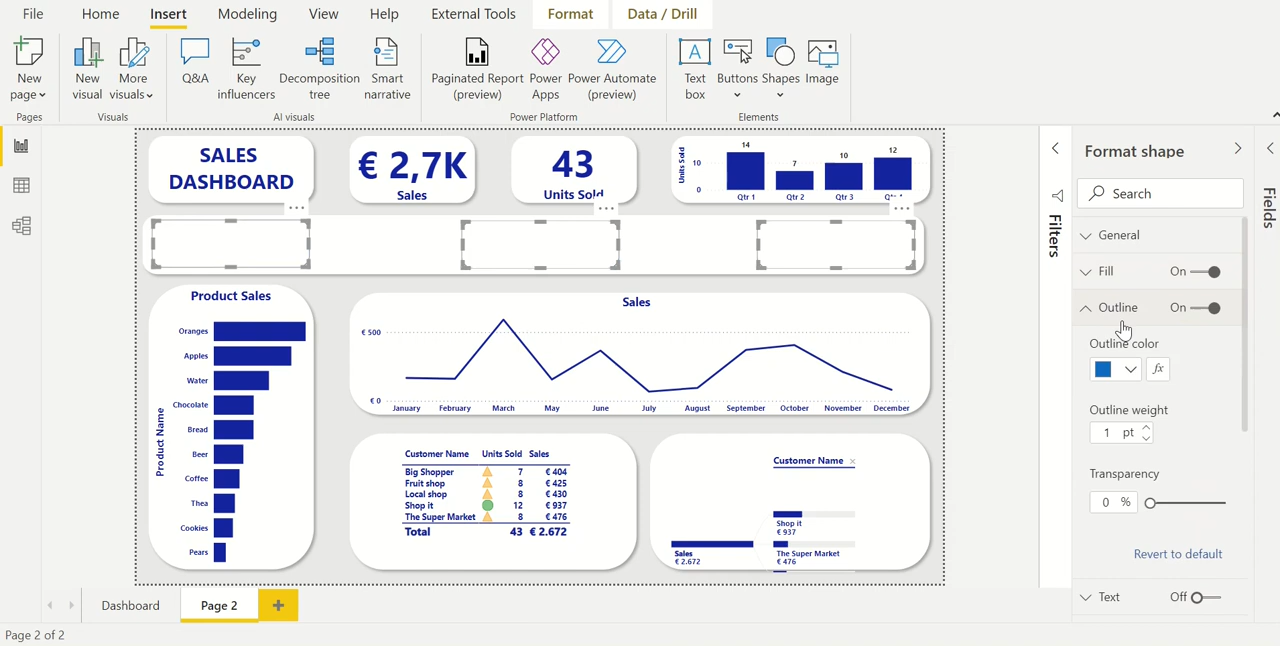 File Home Insert Modeling View Help External Tools Format Data / Drill
New page
New visual
More visuals
Q&A
Key influencers
Decomposition tree
Smart narrative
Paginated Report (preview)
Power Apps
Power Automate (preview)
Text box
Buttons
Shapes
Image
Pages Visuals AI visuals Power Platform Elements
SALES
DASHBOARD
€ 2,7K
Sales
43
Units Sold
Units Sold
10
0
14 7 10 12
Qtr 1 Qtr 2 Qtr 3 Qtr 4
Product Sales
Product Name
Oranges
Apples
Water
Chocolate
Bread
Beer
Coffee
Thea
Cookies
Pears
Sales
€ 500
€ 0
January February March May June July August September October November December
Customer Name Units Sold Sales
Big Shopper 7 € 404
Fruit shop 8 € 425
Local shop 8 € 430
Shop it 12 € 937
The Super Market 8 € 476
Total 43 € 2.672
Customer Name ×
Shop it
€ 937
Sales
€ 2.672
The Super Market
€ 476
Filters
Format shape
Search
General
Fill On
Outline On
Outline color
fx
Outline weight
1 pt
Transparency
0 %
Revert to default
Text Off
Fields
Dashboard Page 2 +
Page 2 of 2